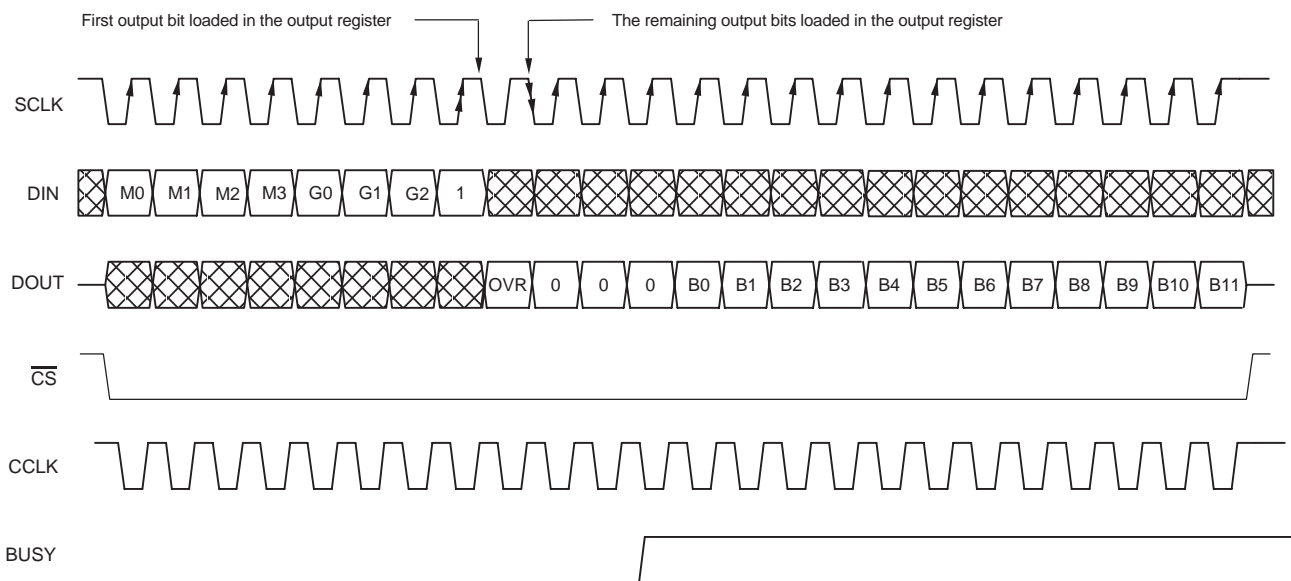 First output bit loaded in the output register The remaining output bits loaded in the output register
SCLK
DIN M0 M1 M2 M3 G0 G1 G2 1
DOUT OVR 0 0 0 B0 B1 B2 B3 B4 B5 B6 B7 B8 B9 B10 B11
CS
CCLK
BUSY